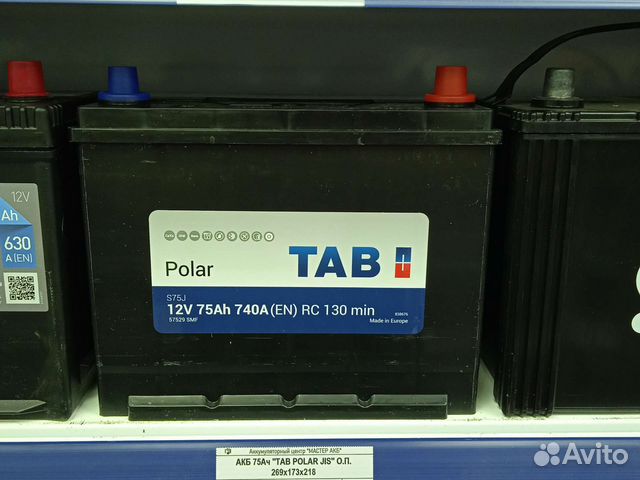 12V
Ah
630
A(EN)
Polar
TAB
S75J
12V 75Ah 740A(EN) RC 130 min
57529 SMF
Made in Europe
Аккумуляторный центр "МАСТЕР АКБ"
АКБ 75Ач "TAB POLAR JIS" О.П.
269х173х218
Avito